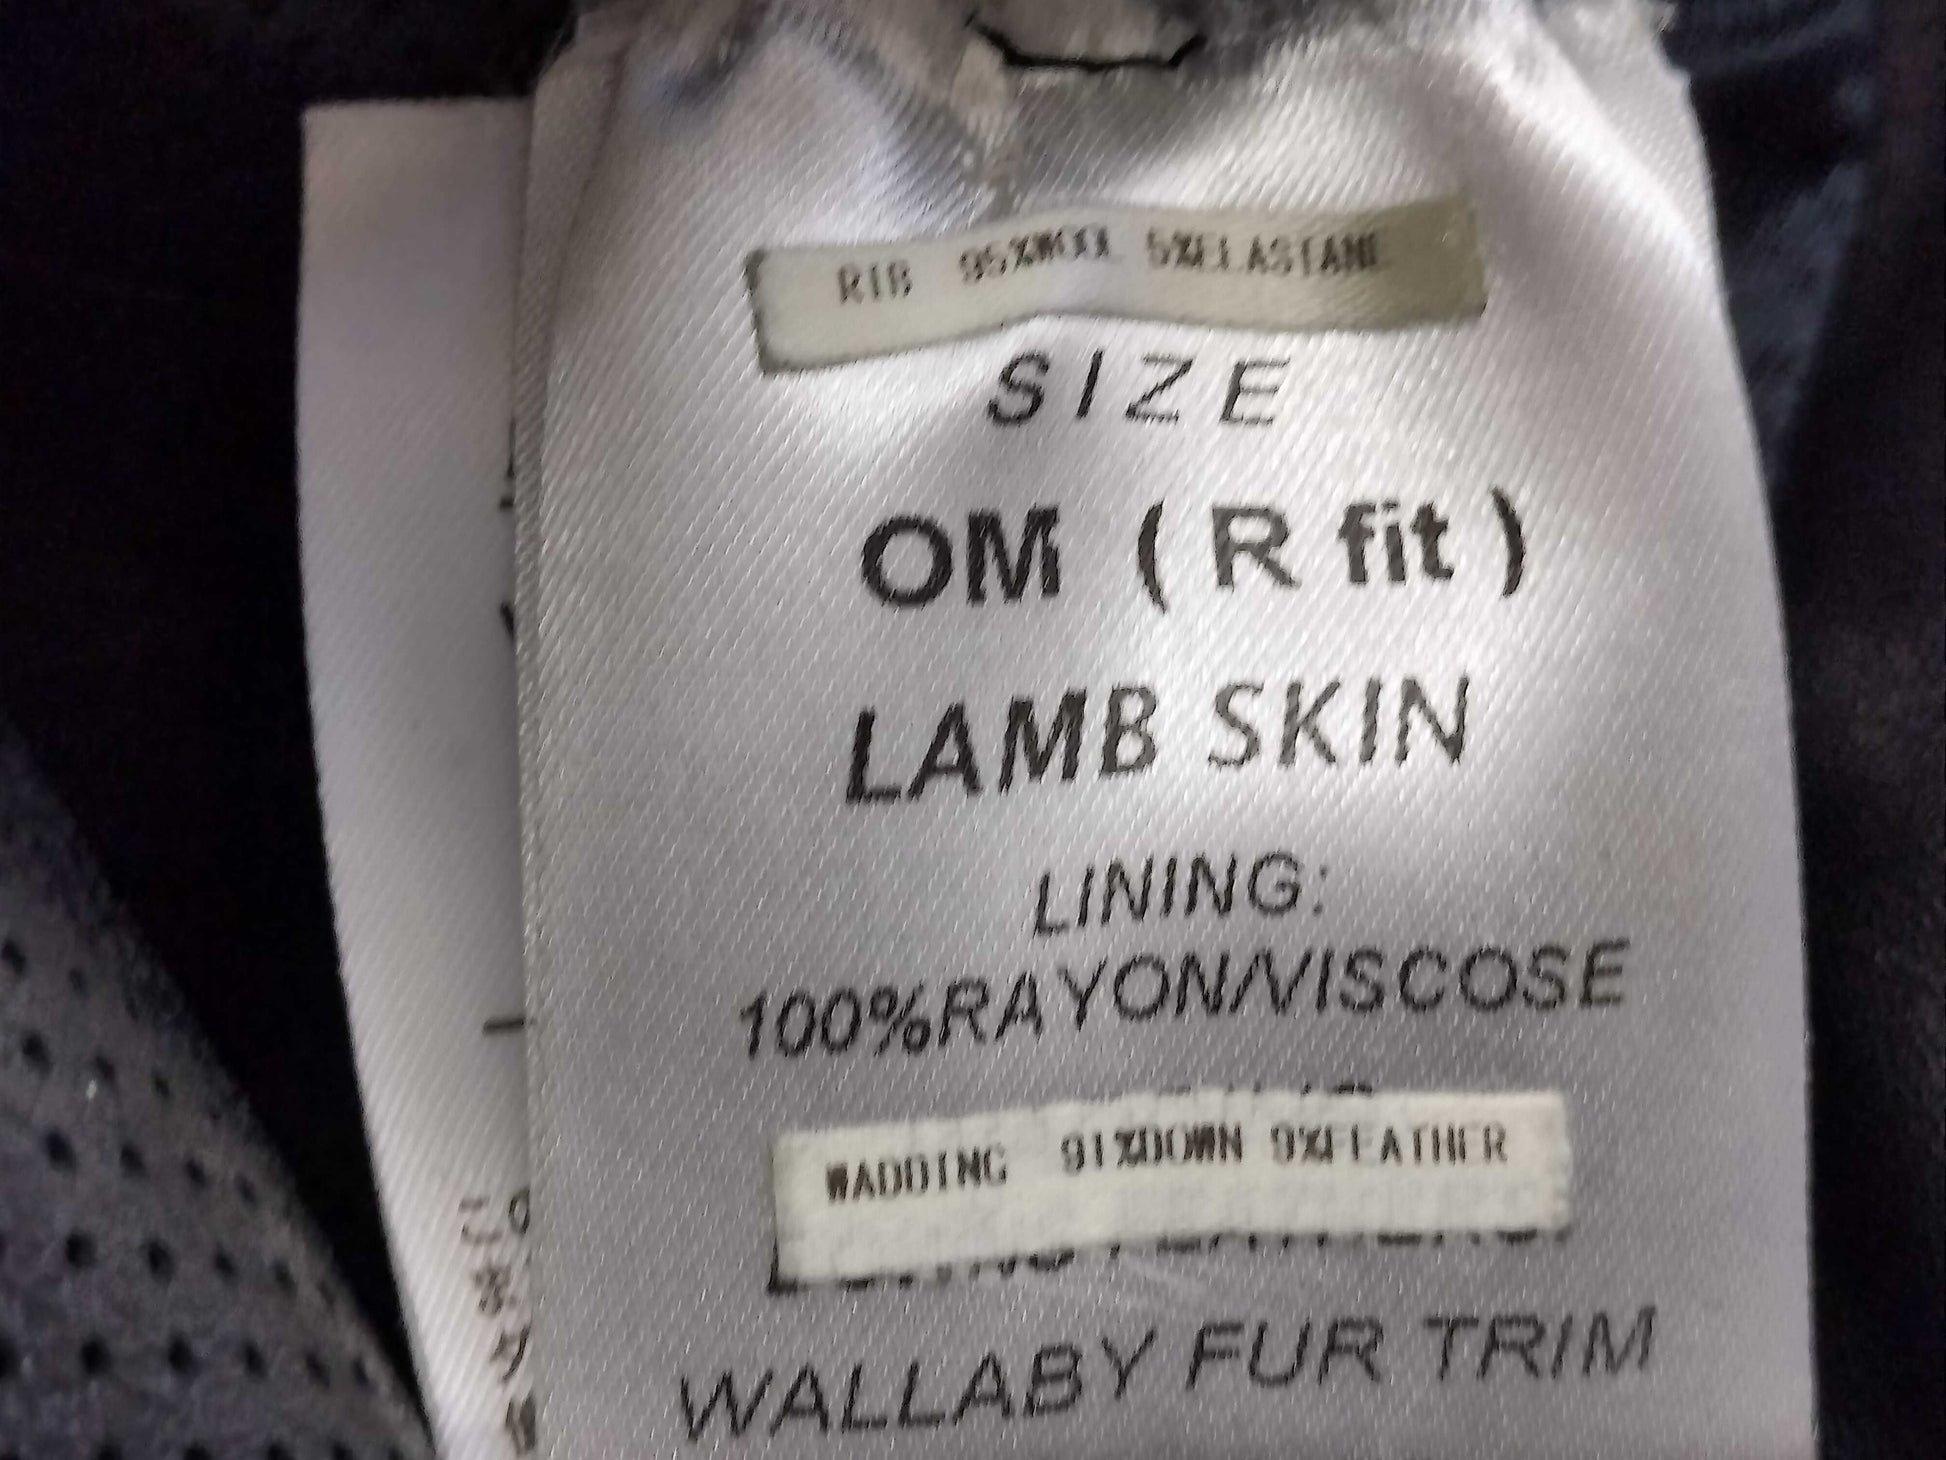 RIB 95%WOOL 5%ELASTANE
SIZE
OM ( R fit )
LAMB SKIN
LINING:
100%RAYON/VISCOSE
WADDING 91%DOWN 9%FEATHER
WALLABY FUR TRIM